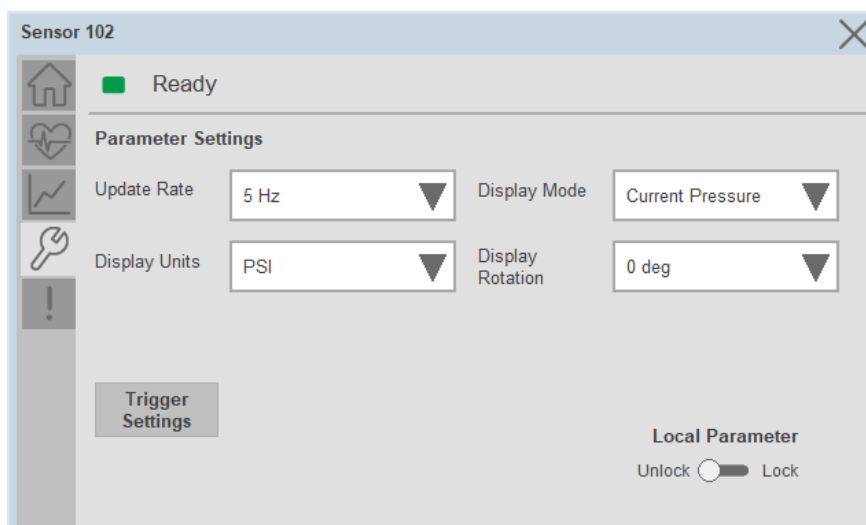 Sensor 102
Ready
Parameter Settings
Update Rate
5 Hz
Display Mode
Current Pressure
Display Units
PSI
Display
Rotation
0 deg
Trigger
Settings
Local Parameter
Unlock
Lock